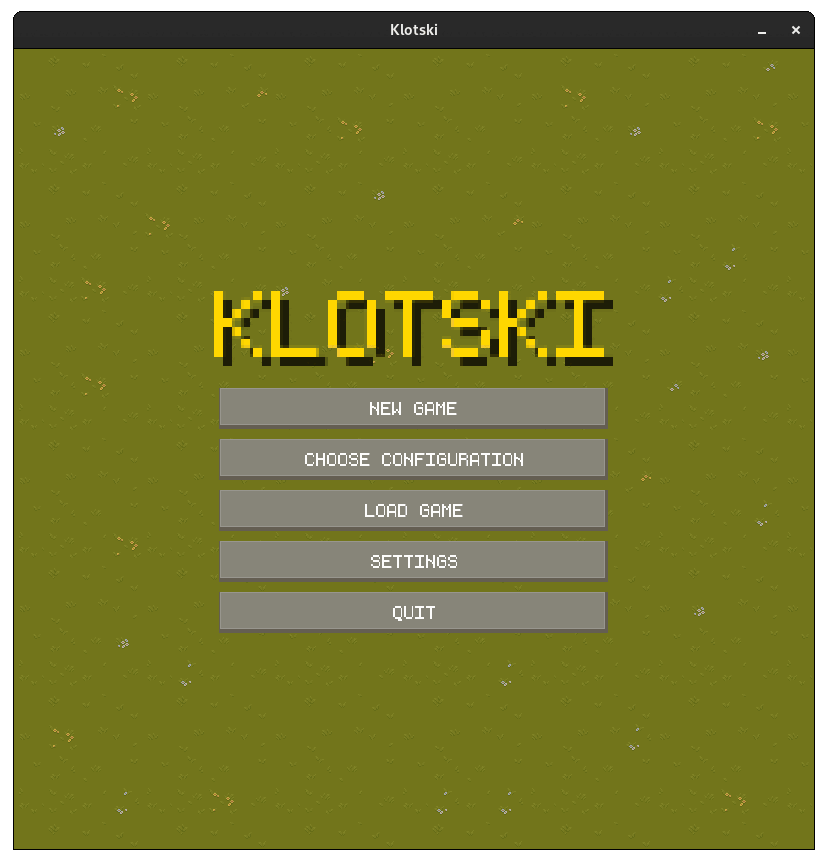 Klotski
KLOTSKI
NEW GAME
CHOOSE CONFIGURATION
LOAD GAME
SETTINGS
QUIT